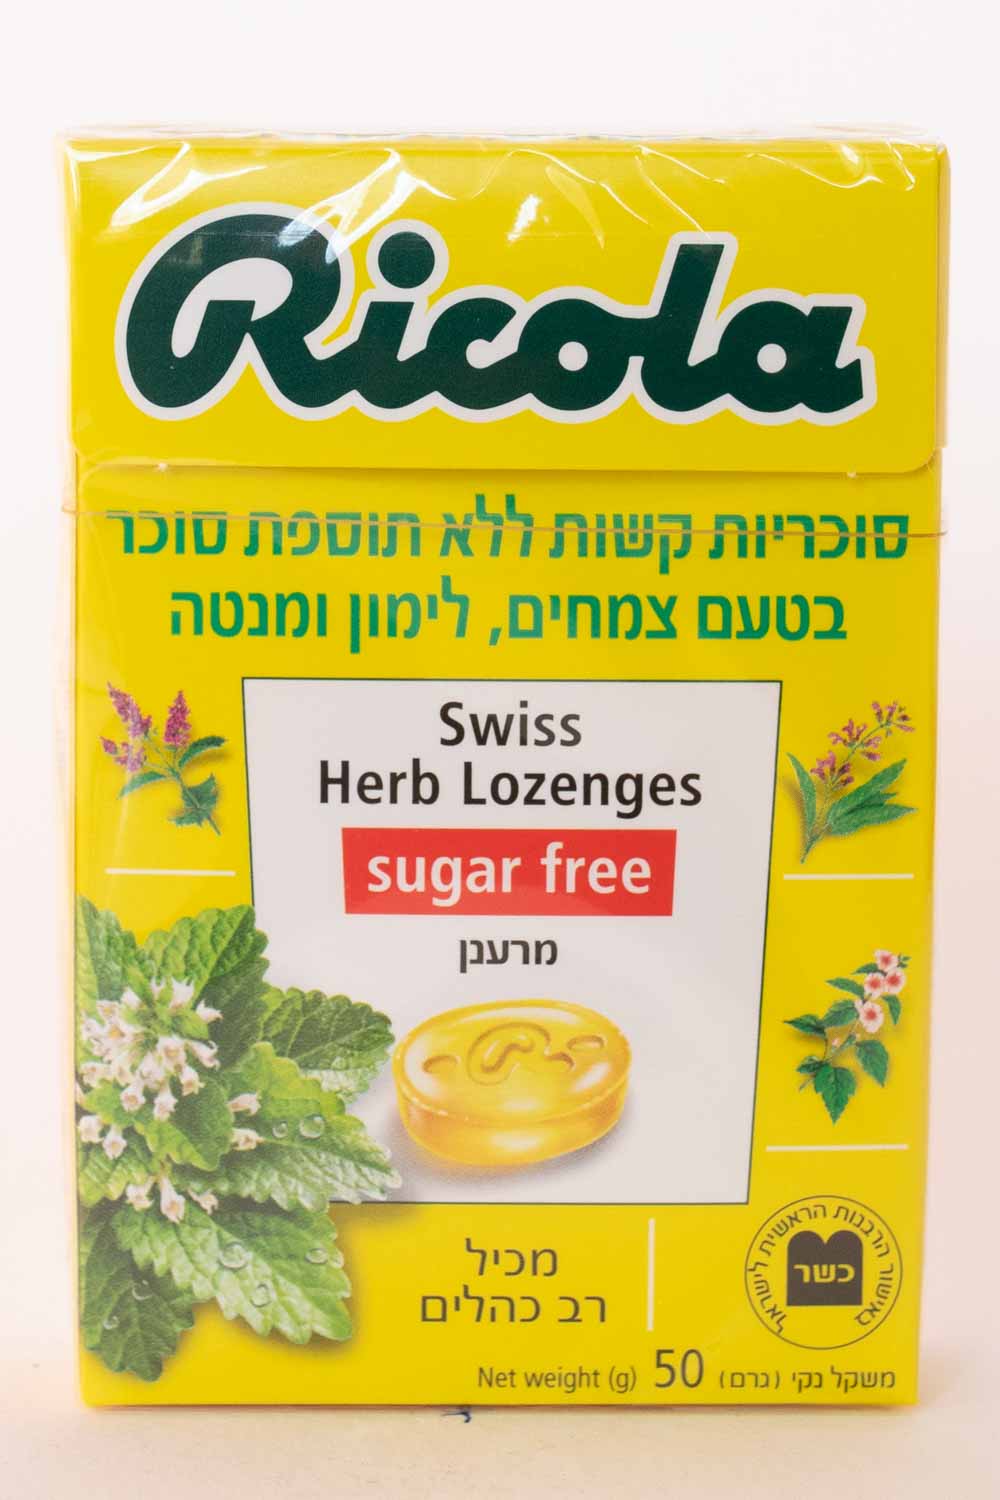 Ricola
סוכריות קשות ללא תוספת סוכר
בטעם צמחים, לימון ומנטה
Swiss
Herb Lozenges
sugar free
מרענן
מכיל
רב כהלים
באישור הרבנות הראשית לישראל
כשר
Net weight (g) 50 משקל נקי (גרם)